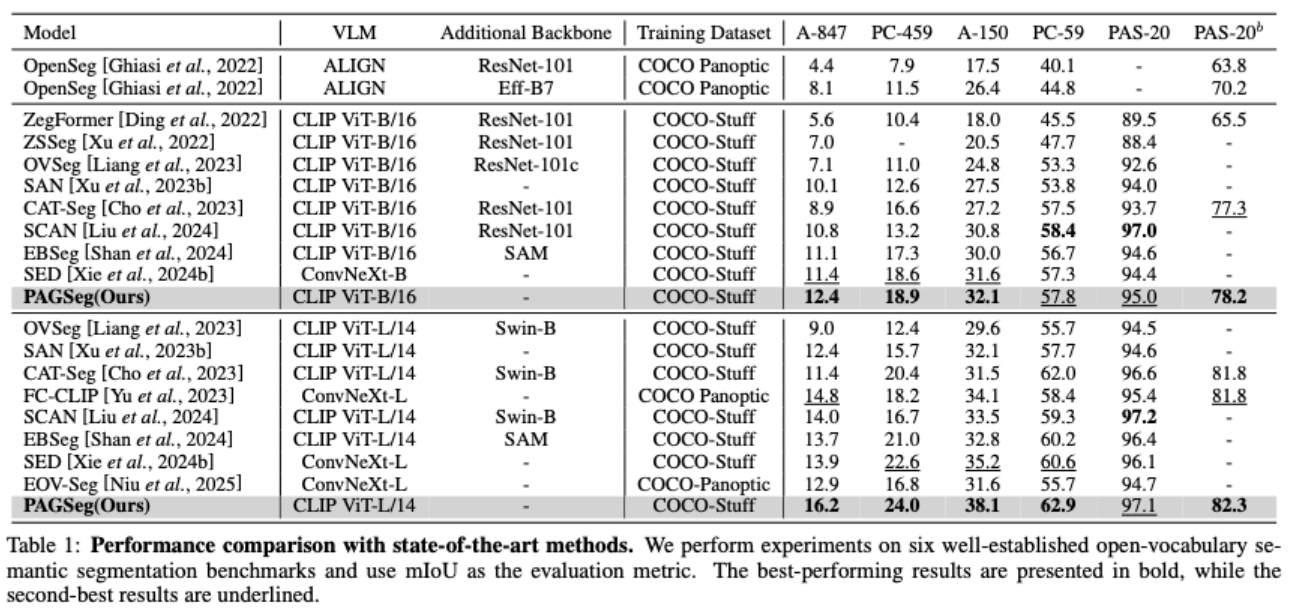 Model VLM Additional Backbone Training Dataset A-847 PC-459 A-150 PC-59 PAS-20 PAS-20b
OpenSeg [Ghiasi et al., 2022] ALIGN ResNet-101 COCO Panoptic 4.4 7.9 17.5 40.1 - 63.8
OpenSeg [Ghiasi et al., 2022] ALIGN Eff-B7 COCO Panoptic 8.1 11.5 26.4 44.8 - 70.2
ZegFormer [Ding et al., 2022] CLIP ViT-B/16 ResNet-101 COCO-Stuff 5.6 10.4 18.0 45.5 89.5 65.5
ZSSeg [Xu et al., 2022] CLIP ViT-B/16 ResNet-101 COCO-Stuff 7.0 - 20.5 47.7 88.4 -
OVSeg [Liang et al., 2023] CLIP ViT-B/16 ResNet-101c COCO-Stuff 7.1 11.0 24.8 53.3 92.6 -
SAN [Xu et al., 2023b] CLIP ViT-B/16 - COCO-Stuff 10.1 12.6 27.5 53.8 94.0 -
CAT-Seg [Cho et al., 2023] CLIP ViT-B/16 ResNet-101 COCO-Stuff 8.9 16.6 27.2 57.5 93.7 77.3
SCAN [Liu et al., 2024] CLIP ViT-B/16 ResNet-101 COCO-Stuff 10.8 13.2 30.8 58.4 97.0 -
EBSeg [Shan et al., 2024] CLIP ViT-B/16 SAM COCO-Stuff 11.1 17.3 30.0 56.7 94.6 -
SED [Xie et al., 2024b] ConvNeXt-B - COCO-Stuff 11.4 18.6 31.6 57.3 94.4 -
PAGSeg(Ours) CLIP ViT-B/16 - COCO-Stuff 12.4 18.9 32.1 57.8 95.0 78.2
OVSeg [Liang et al., 2023] CLIP ViT-L/14 Swin-B COCO-Stuff 9.0 12.4 29.6 55.7 94.5 -
SAN [Xu et al., 2023b] CLIP ViT-L/14 - COCO-Stuff 12.4 15.7 32.1 57.7 94.6 -
CAT-Seg [Cho et al., 2023] CLIP ViT-L/14 Swin-B COCO-Stuff 11.4 20.4 31.5 62.0 96.6 81.8
FC-CLIP [Yu et al., 2023] ConvNeXt-L - COCO Panoptic 14.8 18.2 34.1 58.4 95.4 81.8
SCAN [Liu et al., 2024] CLIP ViT-L/14 Swin-B COCO-Stuff 14.0 16.7 33.5 59.3 97.2 -
EBSeg [Shan et al., 2024] CLIP ViT-L/14 SAM COCO-Stuff 13.7 21.0 32.8 60.2 96.4 -
SED [Xie et al., 2024b] ConvNeXt-L - COCO-Stuff 13.9 22.6 35.2 60.6 96.1 -
EOV-Seg [Niu et al., 2025] ConvNeXt-L - COCO-Panoptic 12.9 16.8 31.6 55.7 94.7 -
PAGSeg(Ours) CLIP ViT-L/14 - COCO-Stuff 16.2 24.0 38.1 62.9 97.1 82.3
Table 1: Performance comparison with state-of-the-art methods. We perform experiments on six well-established open-vocabulary se-
mantic segmentation benchmarks and use mIoU as the evaluation metric. The best-performing results are presented in bold, while the
second-best results are underlined.